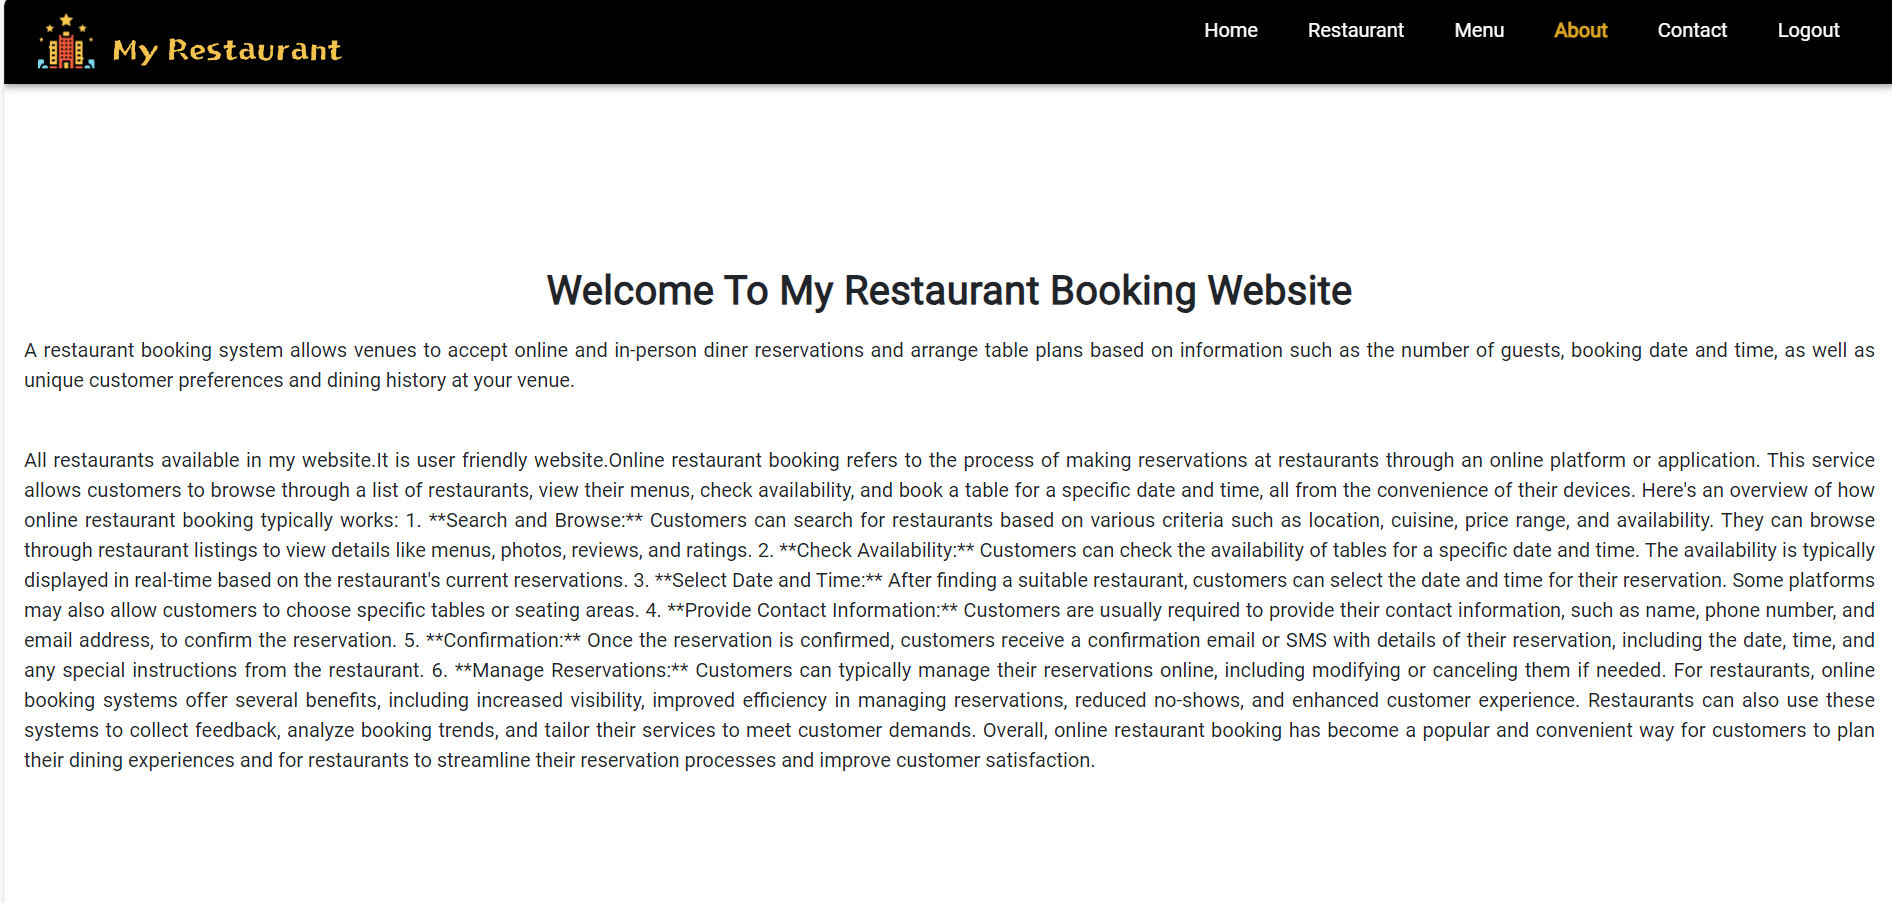 My Restaurant
Home Restaurant Menu About Contact Logout
Welcome To My Restaurant Booking Website
A restaurant booking system allows venues to accept online and in-person diner reservations and arrange table plans based on information such as the number of guests, booking date and time, as well as
unique customer preferences and dining history at your venue.
All restaurants available in my website.It is user friendly website.Online restaurant booking refers to the process of making reservations at restaurants through an online platform or application. This service
allows customers to browse through a list of restaurants, view their menus, check availability, and book a table for a specific date and time, all from the convenience of their devices. Here's an overview of how
online restaurant booking typically works: 1. **Search and Browse:** Customers can search for restaurants based on various criteria such as location, cuisine, price range, and availability. They can browse
through restaurant listings to view details like menus, photos, reviews, and ratings. 2. **Check Availability:** Customers can check the availability of tables for a specific date and time. The availability is typically
displayed in real-time based on the restaurant's current reservations. 3. **Select Date and Time:** After finding a suitable restaurant, customers can select the date and time for their reservation. Some platforms
may also allow customers to choose specific tables or seating areas. 4. **Provide Contact Information:** Customers are usually required to provide their contact information, such as name, phone number, and
email address, to confirm the reservation. 5. **Confirmation:** Once the reservation is confirmed, customers receive a confirmation email or SMS with details of their reservation, including the date, time, and
any special instructions from the restaurant. 6. **Manage Reservations:** Customers can typically manage their reservations online, including modifying or canceling them if needed. For restaurants, online
booking systems offer several benefits, including increased visibility, improved efficiency in managing reservations, reduced no-shows, and enhanced customer experience. Restaurants can also use these
systems to collect feedback, analyze booking trends, and tailor their services to meet customer demands. Overall, online restaurant booking has become a popular and convenient way for customers to plan
their dining experiences and for restaurants to streamline their reservation processes and improve customer satisfaction.